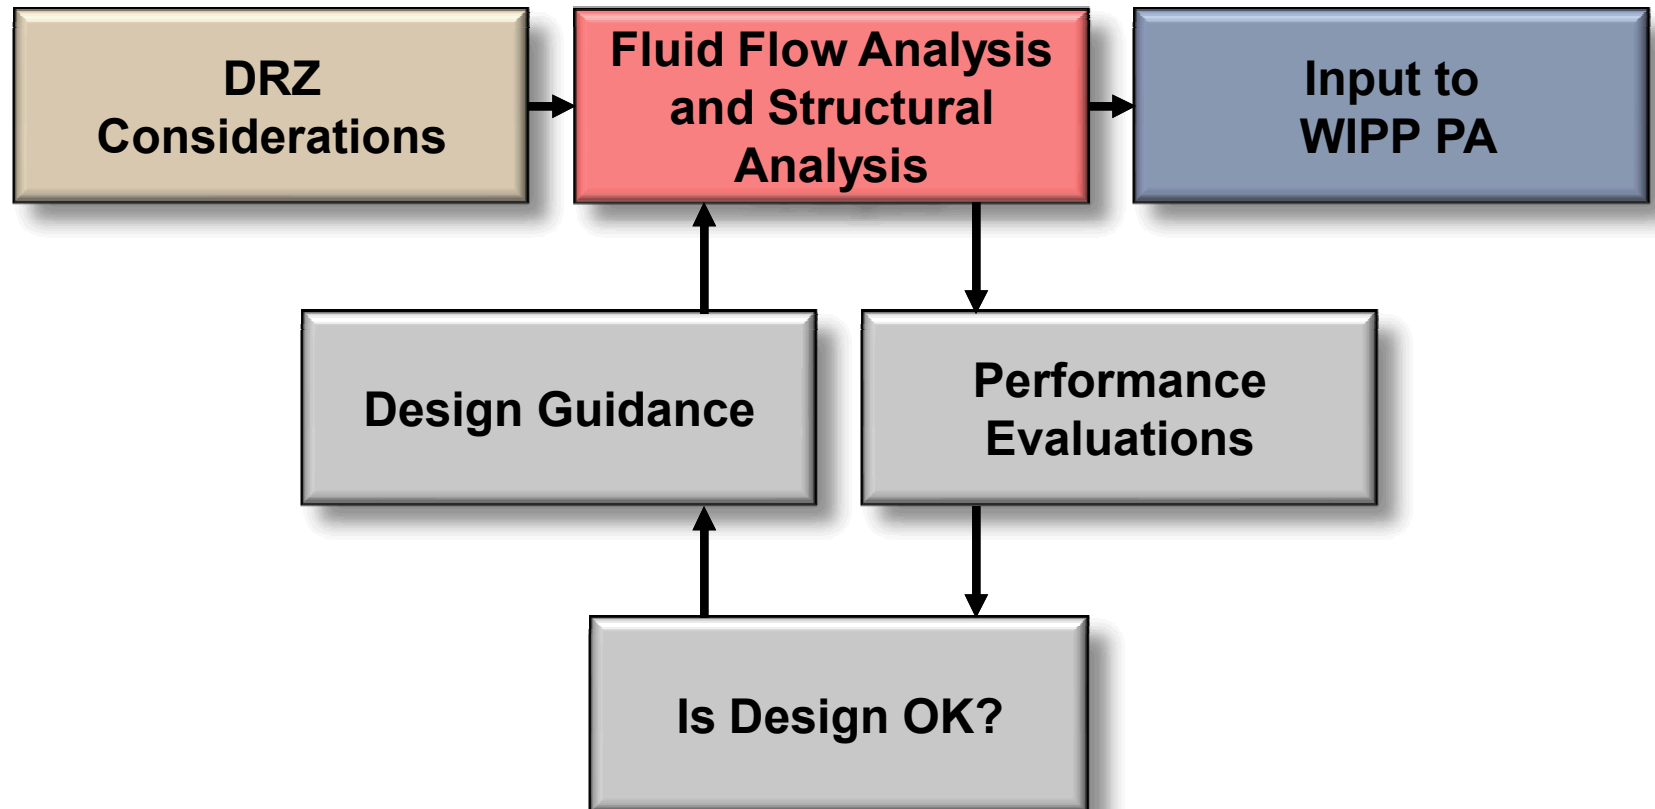 DRZ
Considerations
Fluid Flow Analysis
and Structural
Analysis
Input to
WIPP PA
Design Guidance
Performance
Evaluations
Is Design OK?